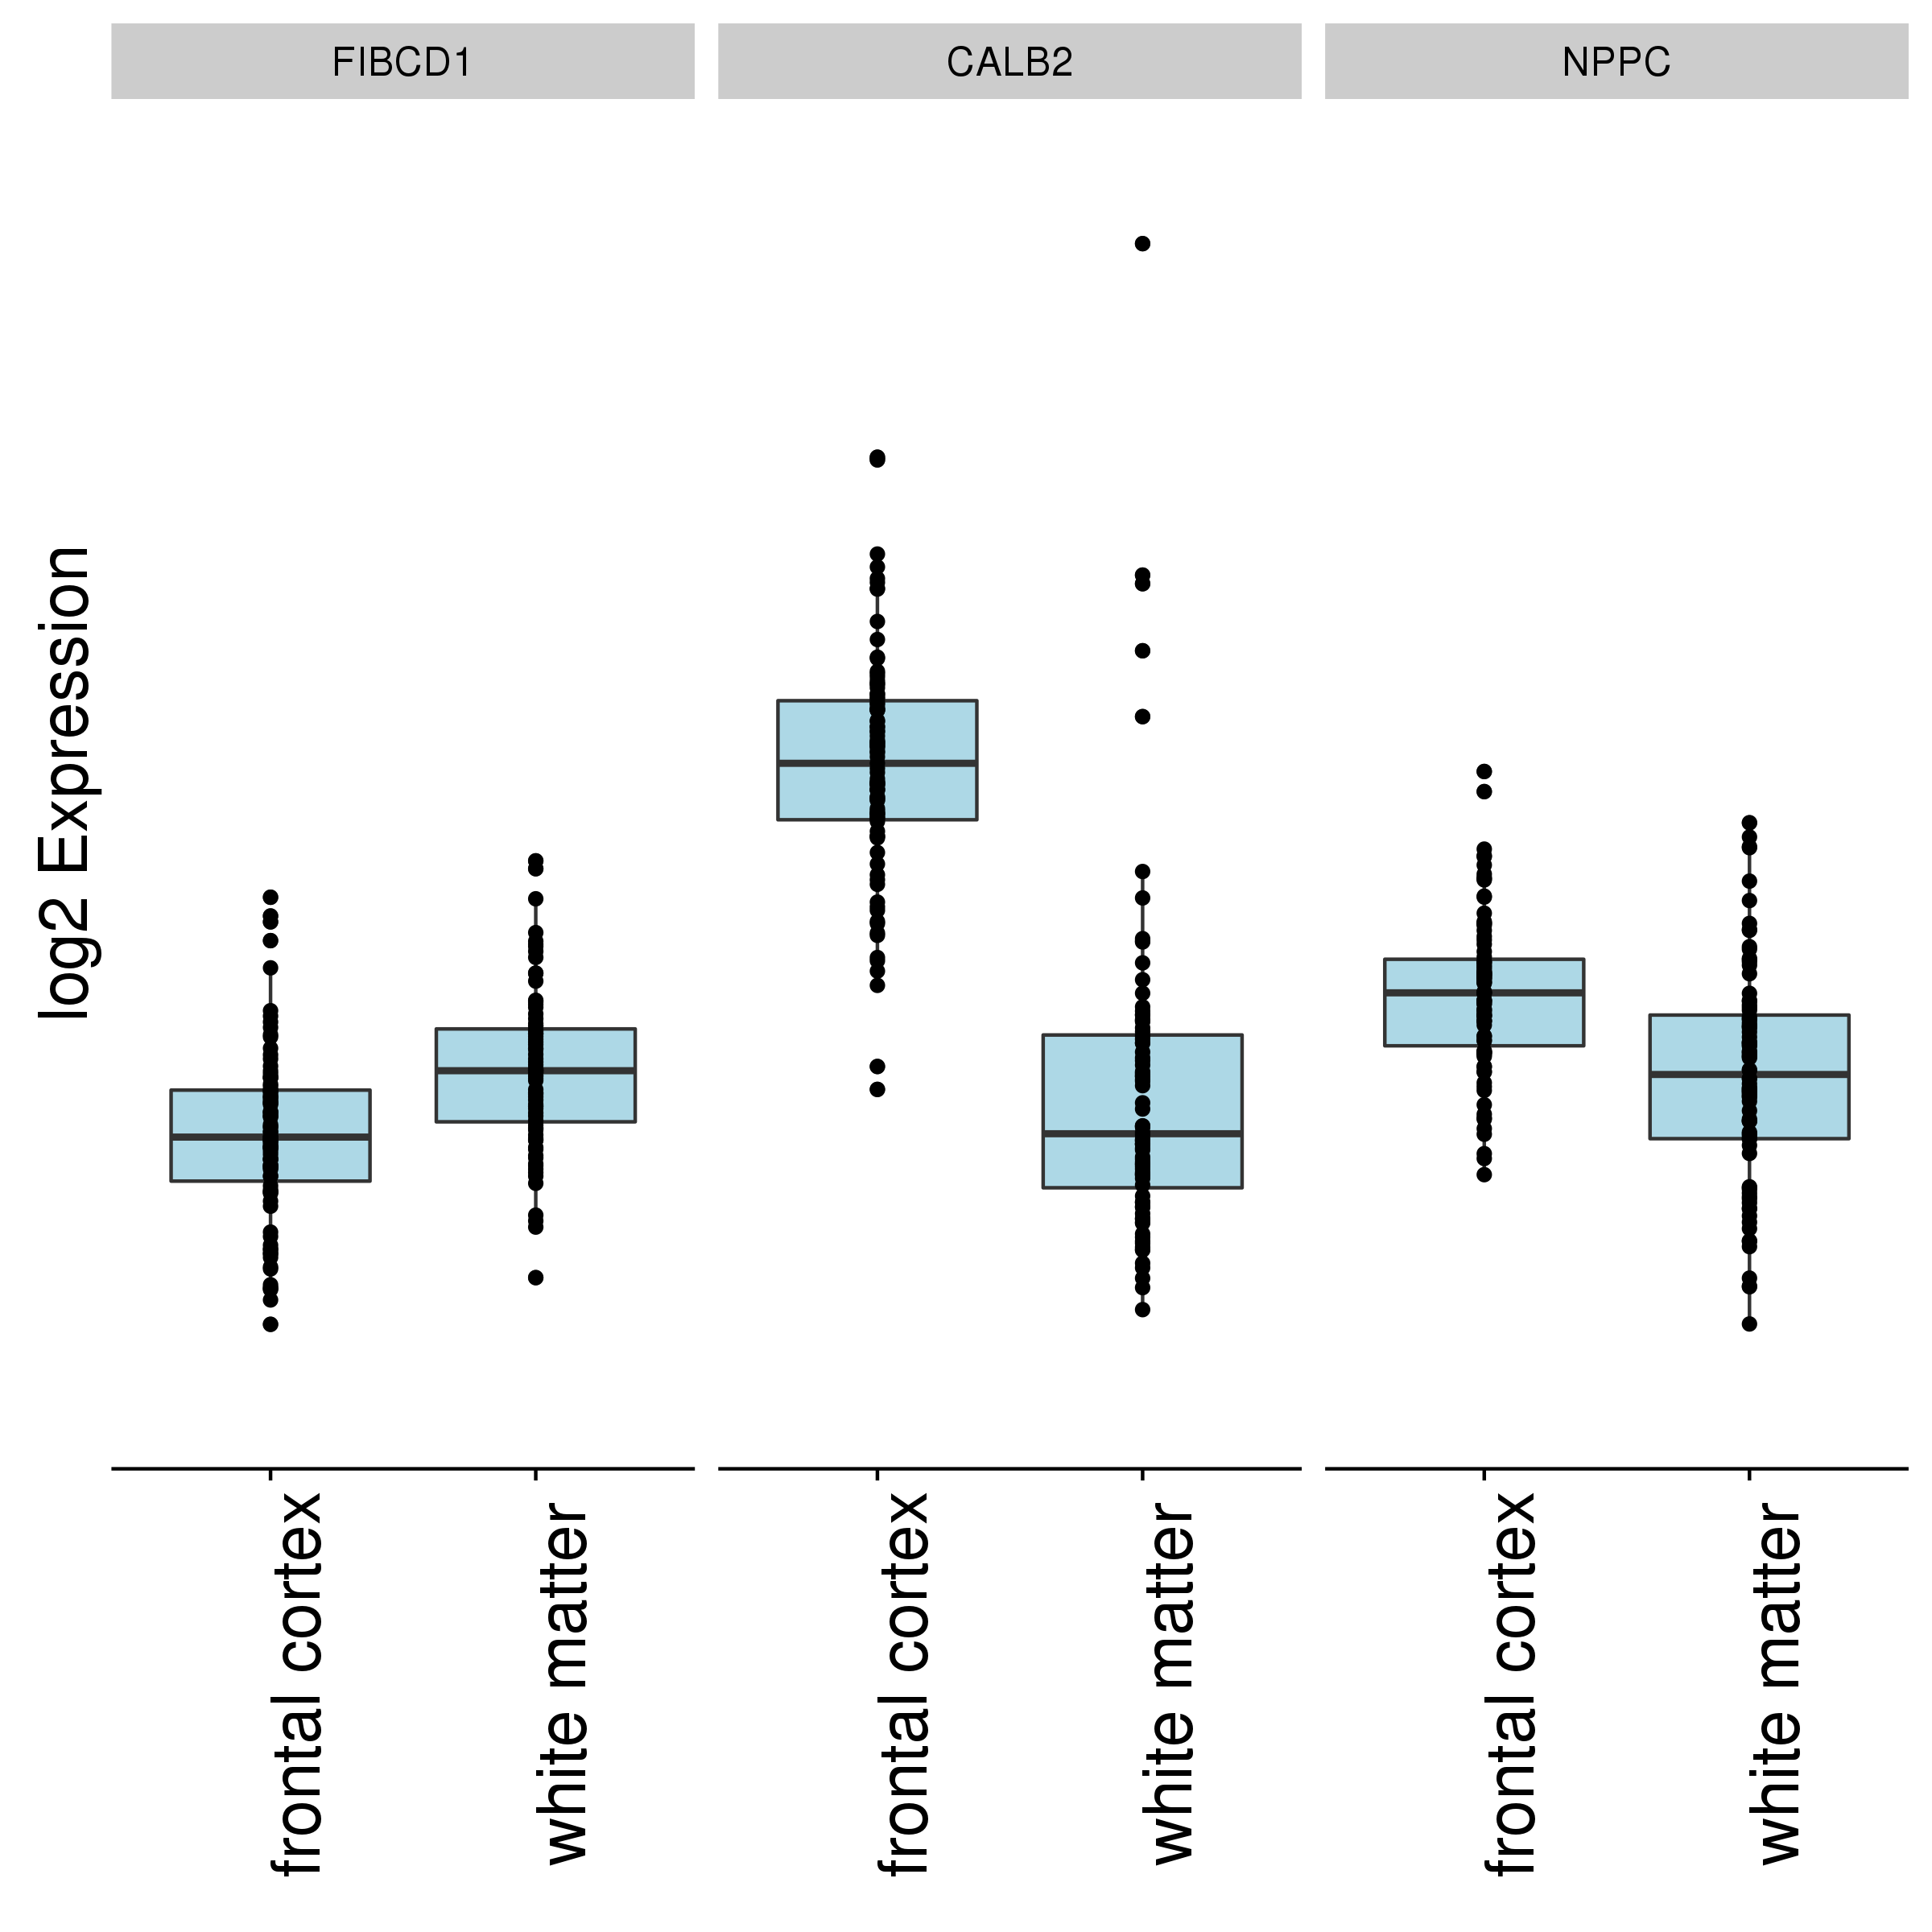 FIBCD1
CALB2
NPPC
log2 Expression
frontal cortex
white matter
frontal cortex
white matter
frontal cortex
white matter